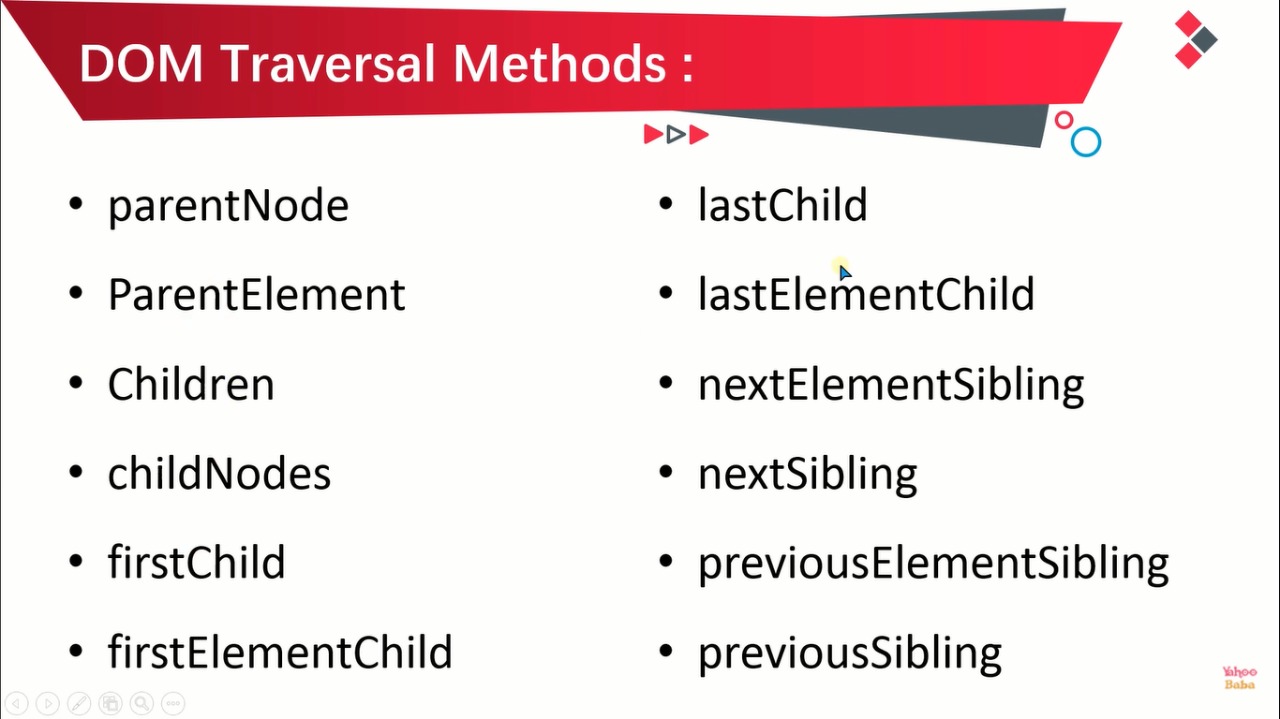 DOM Traversal Methods :
• parentNode
• ParentElement
• Children
• childNodes
• firstChild
• firstElementChild
• lastChild
• lastElementChild
• nextElementSibling
• nextSibling
• previousElementSibling
• previousSibling
Yahoo
Baba